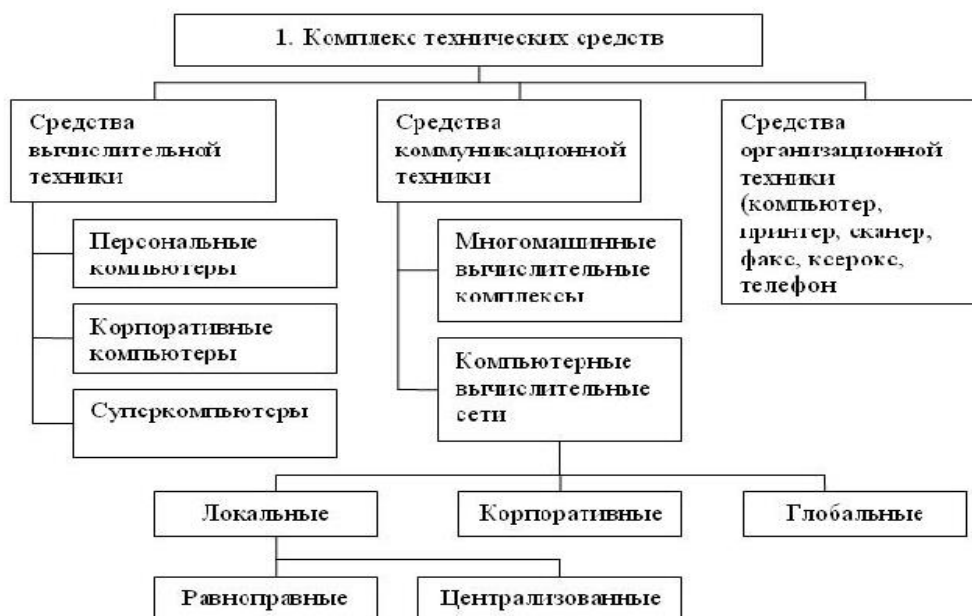 1. Комплекс технических средств
Средства
вычислительной
техники
Средства
коммуникационной
техники
Средства
организационной
техники
(компьютер,
принтер, сканер,
факс, ксерокс,
телефон
Персональные
компьютеры
Корпоративные
компьютеры
Суперкомпьютеры
Многомашинные
вычислительные
комплексы
Компьютерные
вычислительные
сети
Локальные
Корпоративные
Глобальные
Равноправные
Централизованные